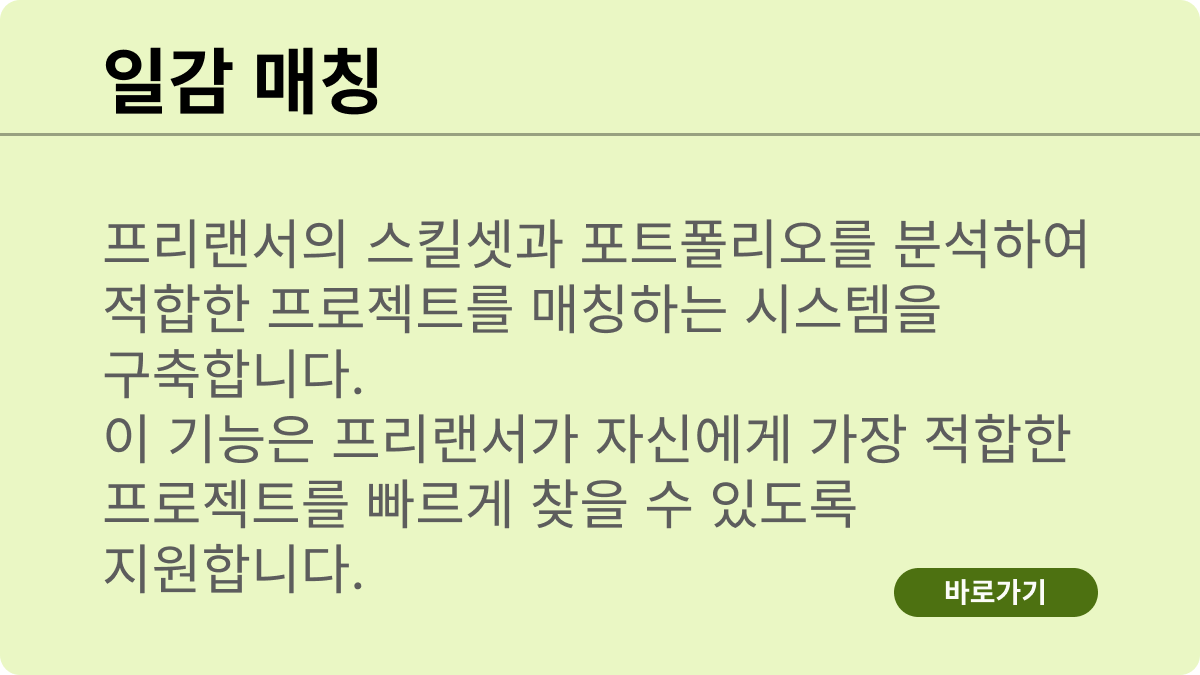 일감 매칭
프리랜서의 스킬셋과 포트폴리오를 분석하여
적합한 프로젝트를 매칭하는 시스템을
구축합니다.
이 기능은 프리랜서가 자신에게 가장 적합한
프로젝트를 빠르게 찾을 수 있도록
지원합니다.
바로가기